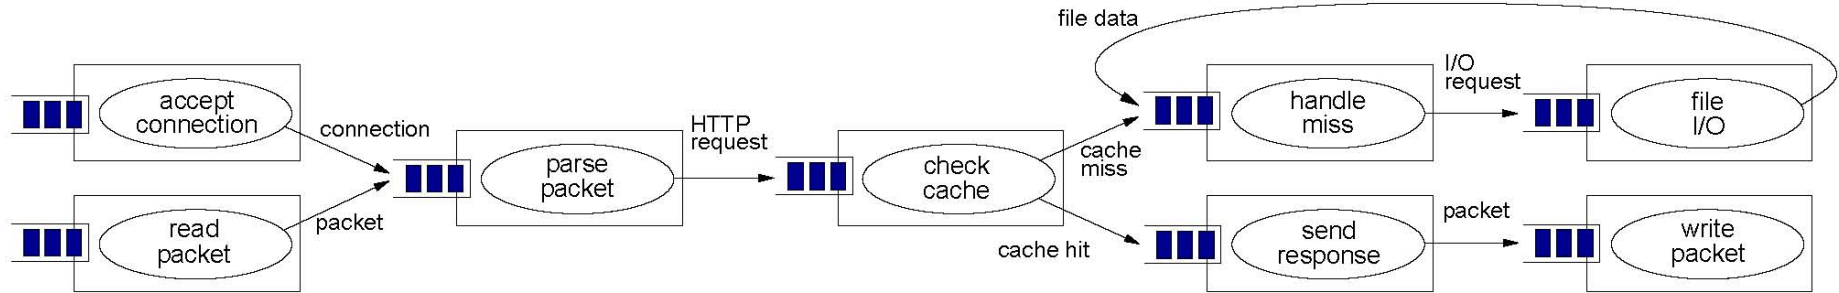 file data
accept
connection
connection
read
packet
packet
parse
packet
HTTP
request
check
cache
cache
miss
cache hit
handle
miss
I/O
request
file
I/O
send
response
packet
write
packet